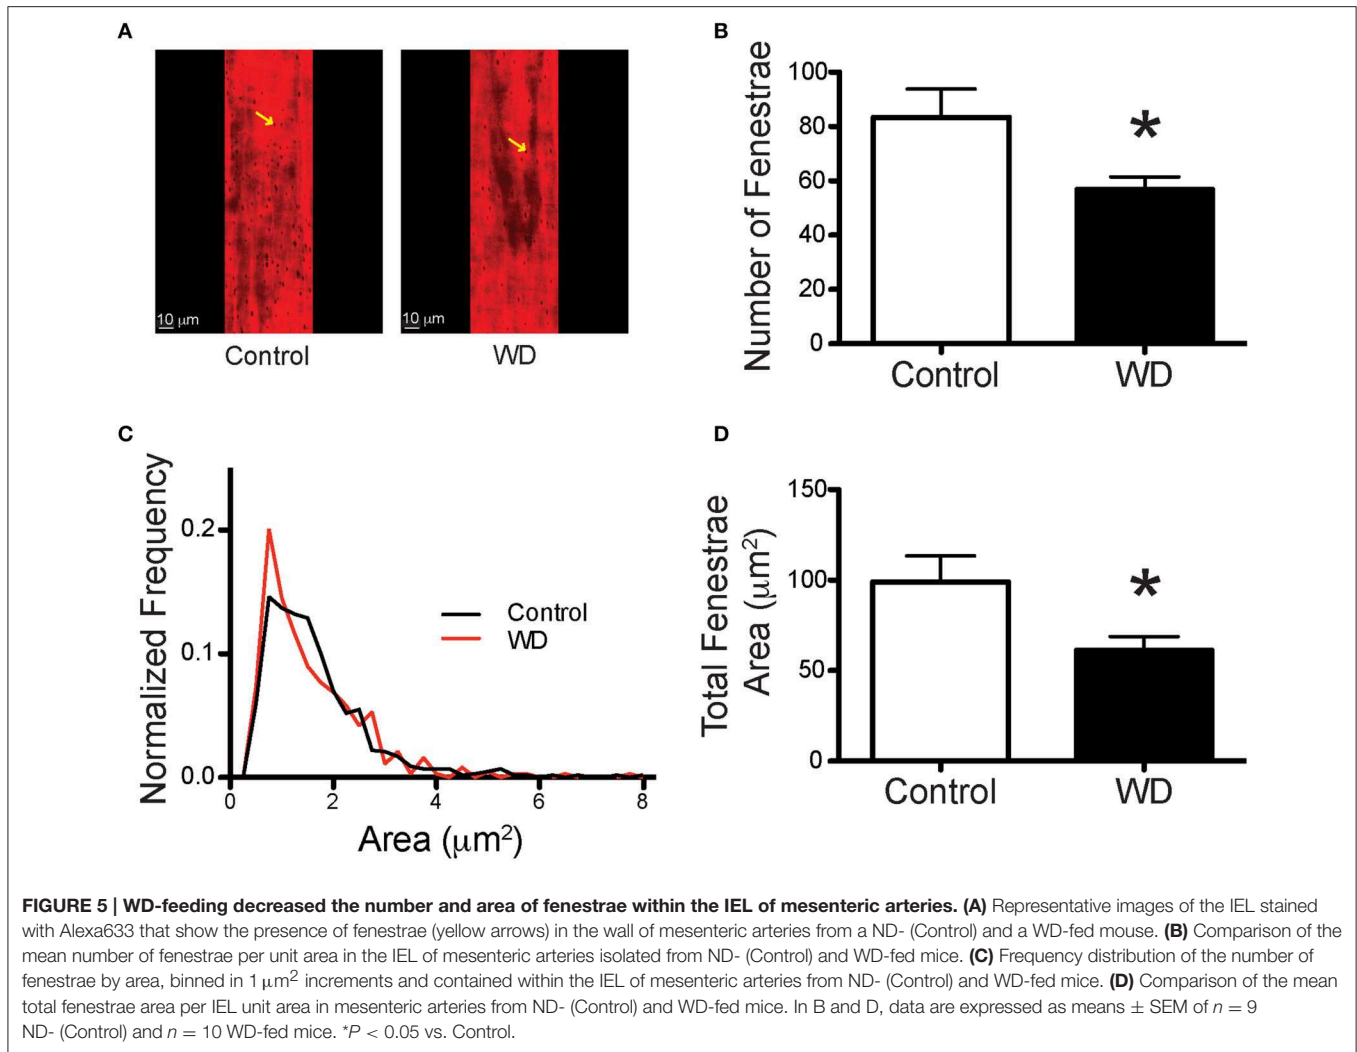 A
10 μm
10 μm
Control
WD
B
Number of Fenestrae
100
80
60
40
20
0
*
Control
WD
C
Normalized Frequency
0.2
0.1
0.0
0
2
4
6
8
Area (μm²)
Control
WD
D
Total Fenestrae
Area (μm²)
150
100
50
0
*
Control
WD
FIGURE 5 | WD-feeding decreased the number and area of fenestrae within the IEL of mesenteric arteries. (A) Representative images of the IEL stained
with Alexa633 that show the presence of fenestrae (yellow arrows) in the wall of mesenteric arteries from a ND- (Control) and a WD-fed mouse. (B) Comparison of the
mean number of fenestrae per unit area in the IEL of mesenteric arteries isolated from ND- (Control) and WD-fed mice. (C) Frequency distribution of the number of
fenestrae by area, binned in 1 μm² increments and contained within the IEL of mesenteric arteries from ND- (Control) and WD-fed mice. (D) Comparison of the mean
total fenestrae area per IEL unit area in mesenteric arteries from ND- (Control) and WD-fed mice. In B and D, data are expressed as means ± SEM of n = 9
ND- (Control) and n = 10 WD-fed mice. *P < 0.05 vs. Control.